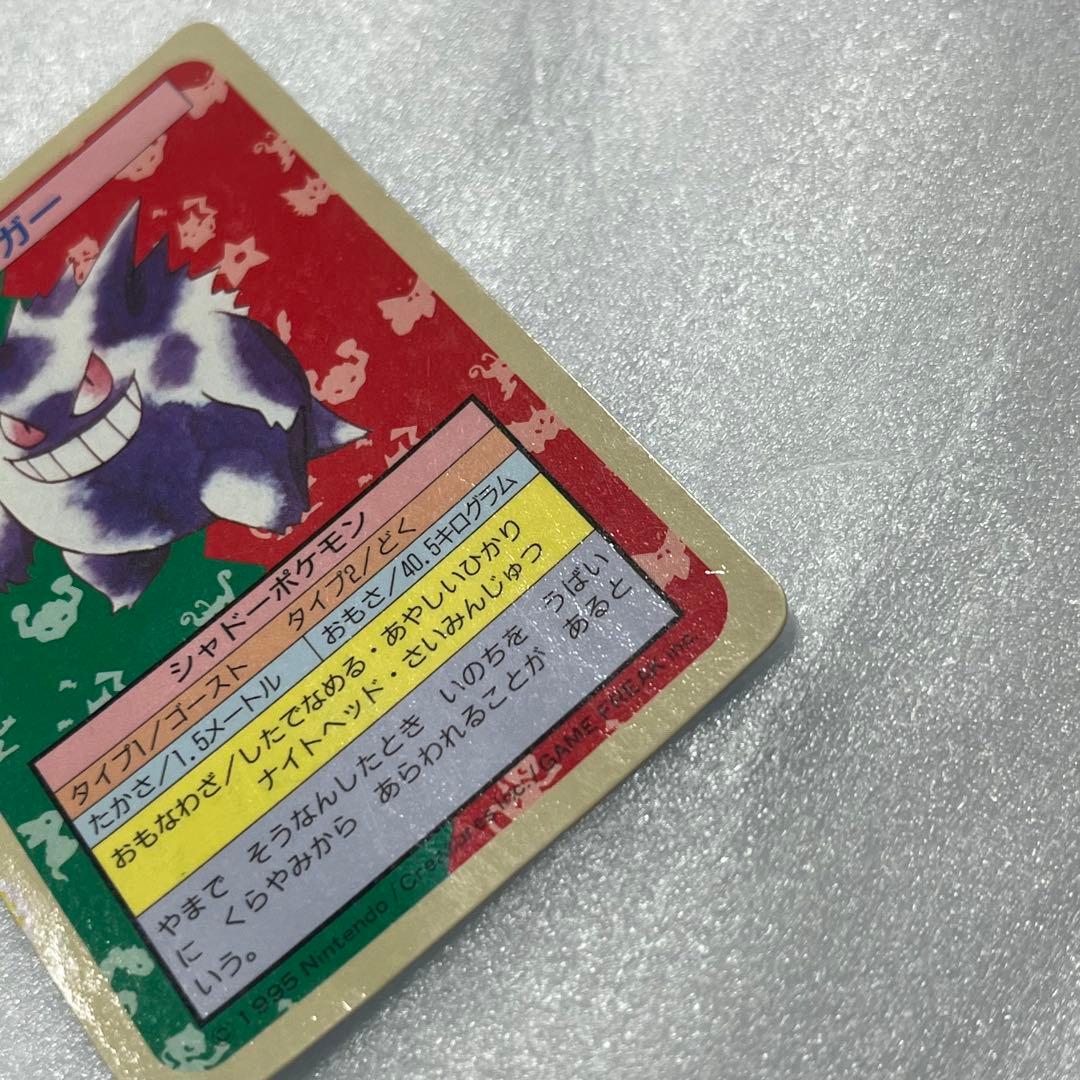 ガー
シャドーポケモン
タイプ1/ゴースト タイプ2/どく
たかさ/1.5メートル おもさ/40.5キログラム
おもなわざ/したでなめる・あやしいひかり
ナイトヘッド・さいみんじゅつ
やまで そうなんしたとき いのちを うばい
に くらやみから あらわれることが あると
いう。
© 1995 Nintendo/Creatures inc./GAME FREAK inc.